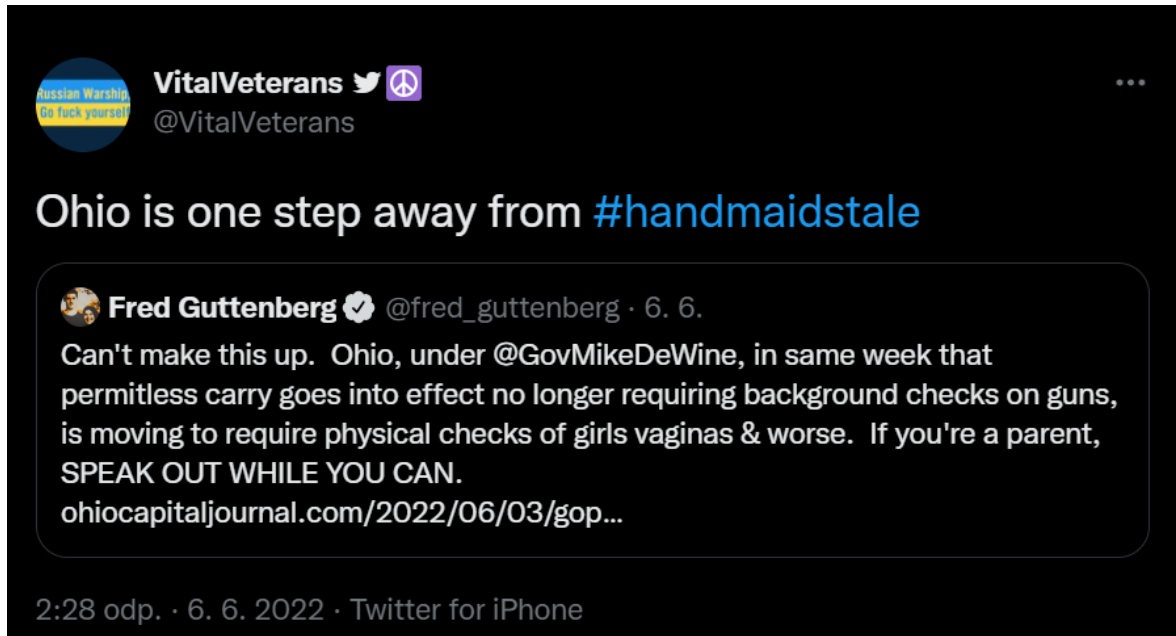 Russian Warship,
Go fuck yourself
VitalVeterans
@VitalVeterans
Ohio is one step away from #handmaidstale
Fred Guttenberg @fred_guttenberg · 6. 6.
Can't make this up. Ohio, under @GovMikeDeWine, in same week that
permitless carry goes into effect no longer requiring background checks on guns,
is moving to require physical checks of girls vaginas & worse. If you're a parent,
SPEAK OUT WHILE YOU CAN.
ohiocapitaljournal.com/2022/06/03/gop...
2:28 odp. · 6. 6. 2022 · Twitter for iPhone